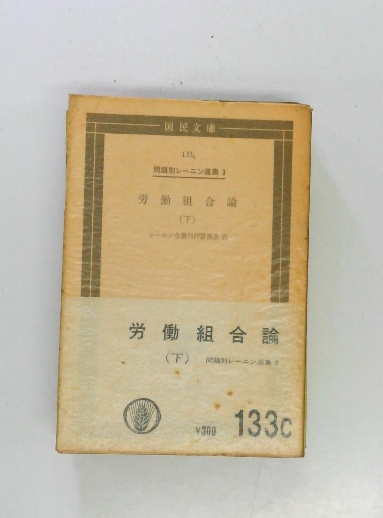 国民文庫
133
問題別レーニン選集 3
労働組合論
(下)
レーニン全集刊行委員会 訳
労働組合論
(下) 問題別レーニン選集 3
¥300 133c